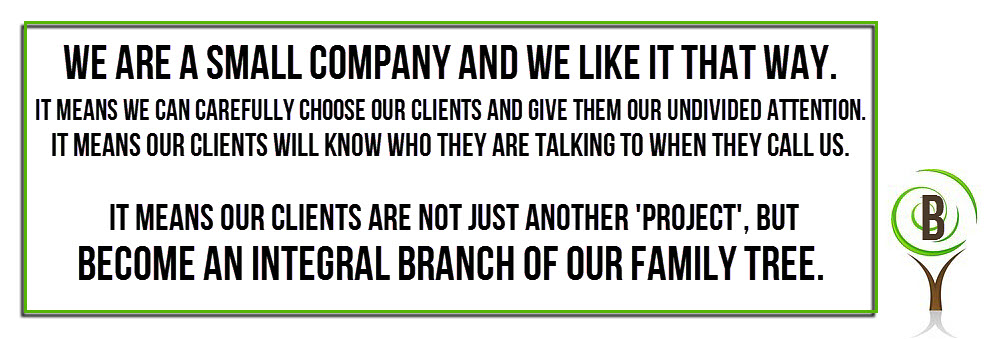 WE ARE A SMALL COMPANY AND WE LIKE IT THAT WAY.
IT MEANS WE CAN CAREFULLY CHOOSE OUR CLIENTS AND GIVE THEM OUR UNDIVIDED ATTENTION.
IT MEANS OUR CLIENTS WILL KNOW WHO THEY ARE TALKING TO WHEN THEY CALL US.
IT MEANS OUR CLIENTS ARE NOT JUST ANOTHER 'PROJECT', BUT
BECOME AN INTEGRAL BRANCH OF OUR FAMILY TREE.
B